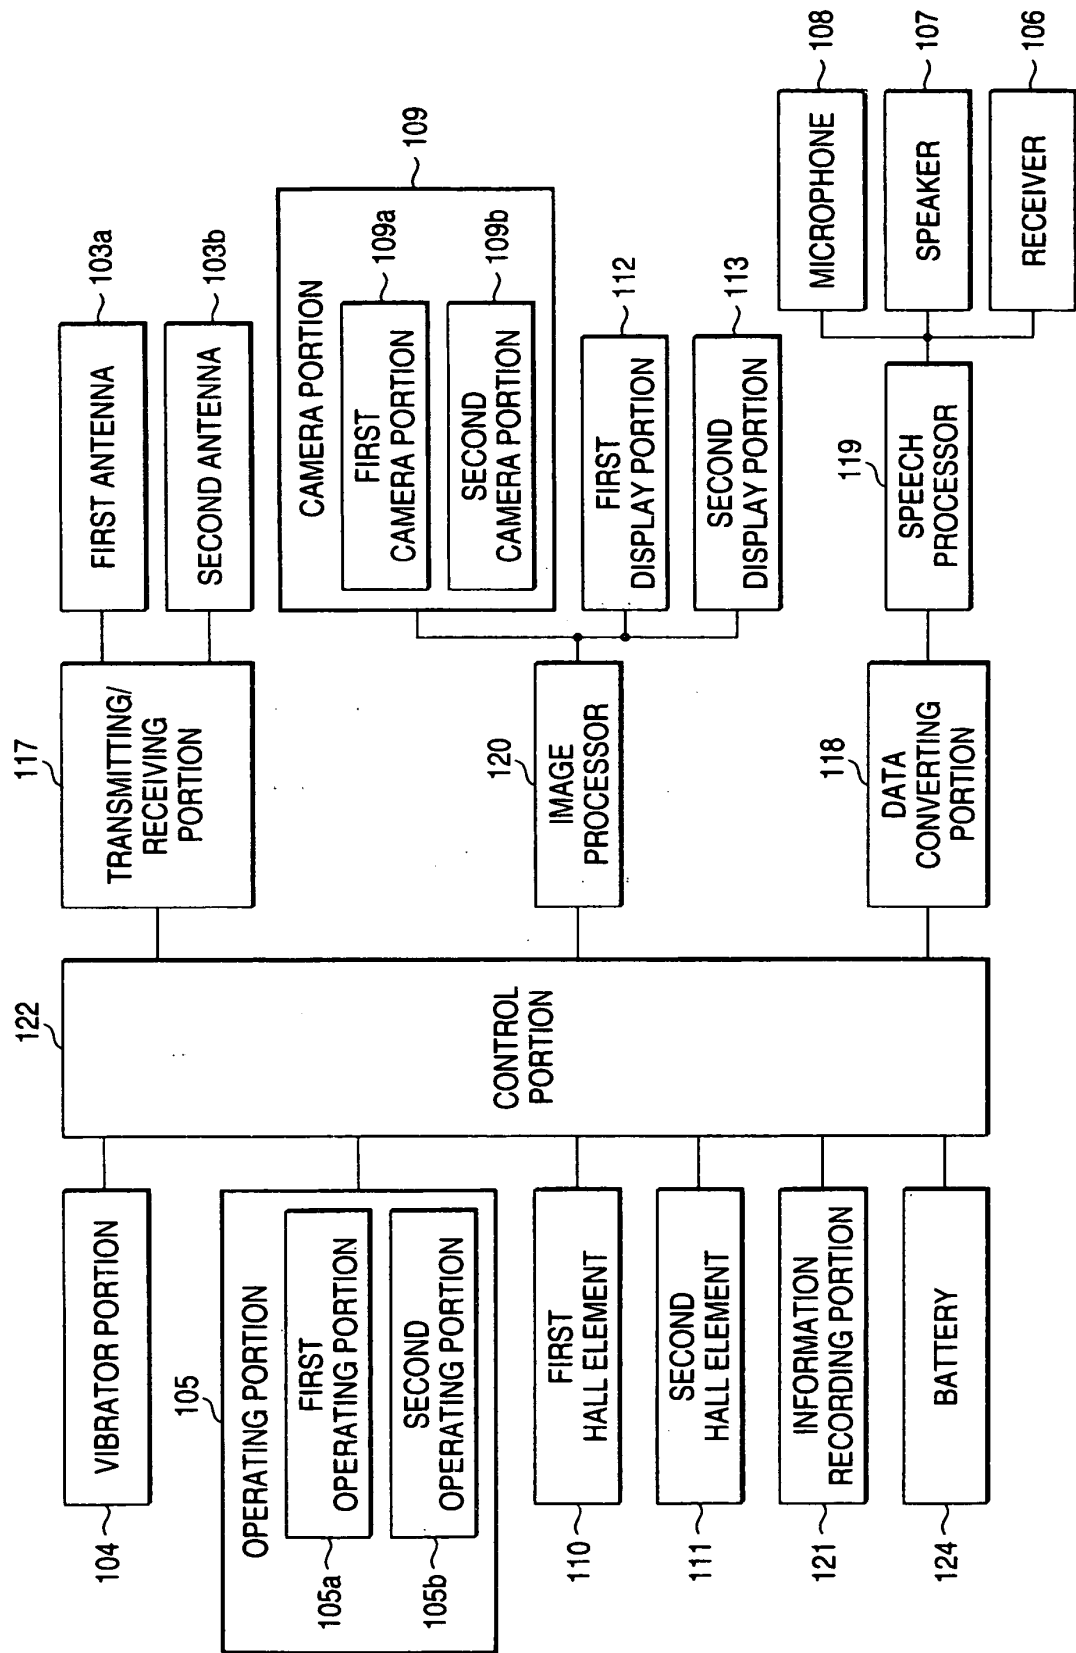 104
VIBRATOR PORTION
105
OPERATING PORTION
105a
FIRST
OPERATING PORTION
105b
SECOND
OPERATING PORTION
110
FIRST
HALL ELEMENT
111
SECOND
HALL ELEMENT
121
INFORMATION
RECORDING PORTION
124
BATTERY
122
CONTROL
PORTION
117
TRANSMITTING/
RECEIVING
PORTION
120
IMAGE
PROCESSOR
118
DATA
CONVERTING
PORTION
FIRST ANTENNA
103a
SECOND ANTENNA
103b
CAMERA PORTION
109
FIRST
CAMERA PORTION
109a
SECOND
CAMERA PORTION
109b
FIRST
DISPLAY PORTION
112
SECOND
DISPLAY PORTION
113
119
SPEECH
PROCESSOR
MICROPHONE
108
SPEAKER
107
RECEIVER
106